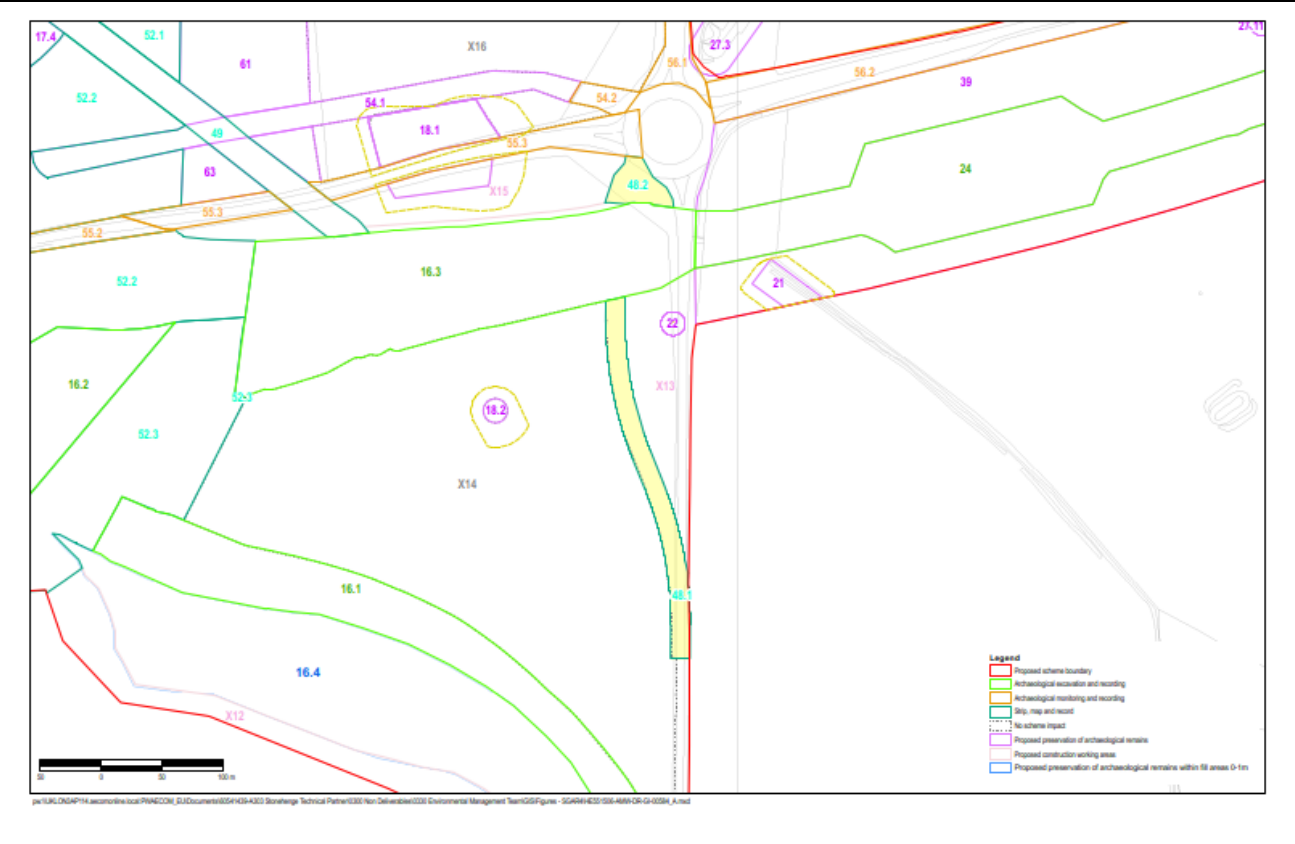 17.4
52.1
61
X16
56.1
27.3
27.11
56.2
39
52.2
54.1
54.2
49
18.1
55.3
63
24
48.2
X15
55.3
55.2
16.3
52.2
21
22
16.2
X13
52.3
18.2
52.3
X14
16.1
48.1
16.4
X12
Legend
Proposed scheme boundary
Archaeological excavation and recording
Archaeological monitoring and recording
Strip, map and record
No scheme impact
Proposed preservation of archaeological remains
Proposed construction working areas
Proposed preservation of archaeological remains within fill areas 0-1m
50 0 50 100 m